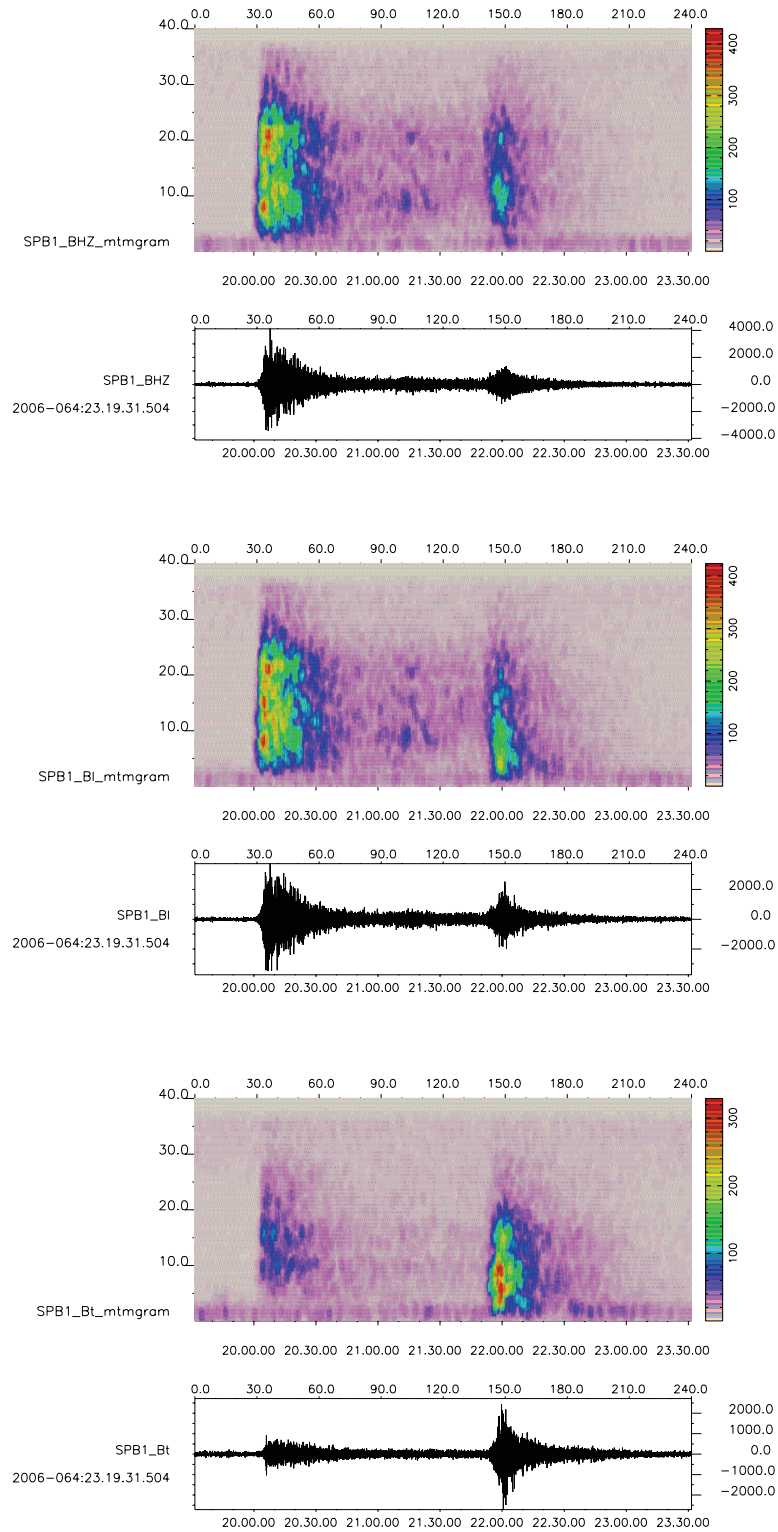 0.0 30.0 60.0 90.0 120.0 150.0 180.0 210.0 240.0
40.0
30.0
20.0
10.0
400
300
200
100
SPB1_BHZ_mtmgram
20.00.00 20.30.00 21.00.00 21.30.00 22.00.00 22.30.00 23.00.00 23.30.00
0.0 30.0 60.0 90.0 120.0 150.0 180.0 210.0 240.0
4000.0
2000.0
SPB1_BHZ
0.0
2006-064:23.19.31.504
-2000.0
-4000.0
20.00.00 20.30.00 21.00.00 21.30.00 22.00.00 22.30.00 23.00.00 23.30.00
0.0 30.0 60.0 90.0 120.0 150.0 180.0 210.0 240.0
40.0
30.0
20.0
10.0
400
300
200
100
SPB1_Bl_mtmgram
20.00.00 20.30.00 21.00.00 21.30.00 22.00.00 22.30.00 23.00.00 23.30.00
0.0 30.0 60.0 90.0 120.0 150.0 180.0 210.0 240.0
2000.0
SPB1_Bl
0.0
2006-064:23.19.31.504
-2000.0
20.00.00 20.30.00 21.00.00 21.30.00 22.00.00 22.30.00 23.00.00 23.30.00
0.0 30.0 60.0 90.0 120.0 150.0 180.0 210.0 240.0
40.0
30.0
20.0
10.0
300
200
100
SPB1_Bt_mtmgram
20.00.00 20.30.00 21.00.00 21.30.00 22.00.00 22.30.00 23.00.00 23.30.00
0.0 30.0 60.0 90.0 120.0 150.0 180.0 210.0 240.0
2000.0
1000.0
SPB1_Bt
0.0
2006-064:23.19.31.504
-1000.0
-2000.0
20.00.00 20.30.00 21.00.00 21.30.00 22.00.00 22.30.00 23.00.00 23.30.00